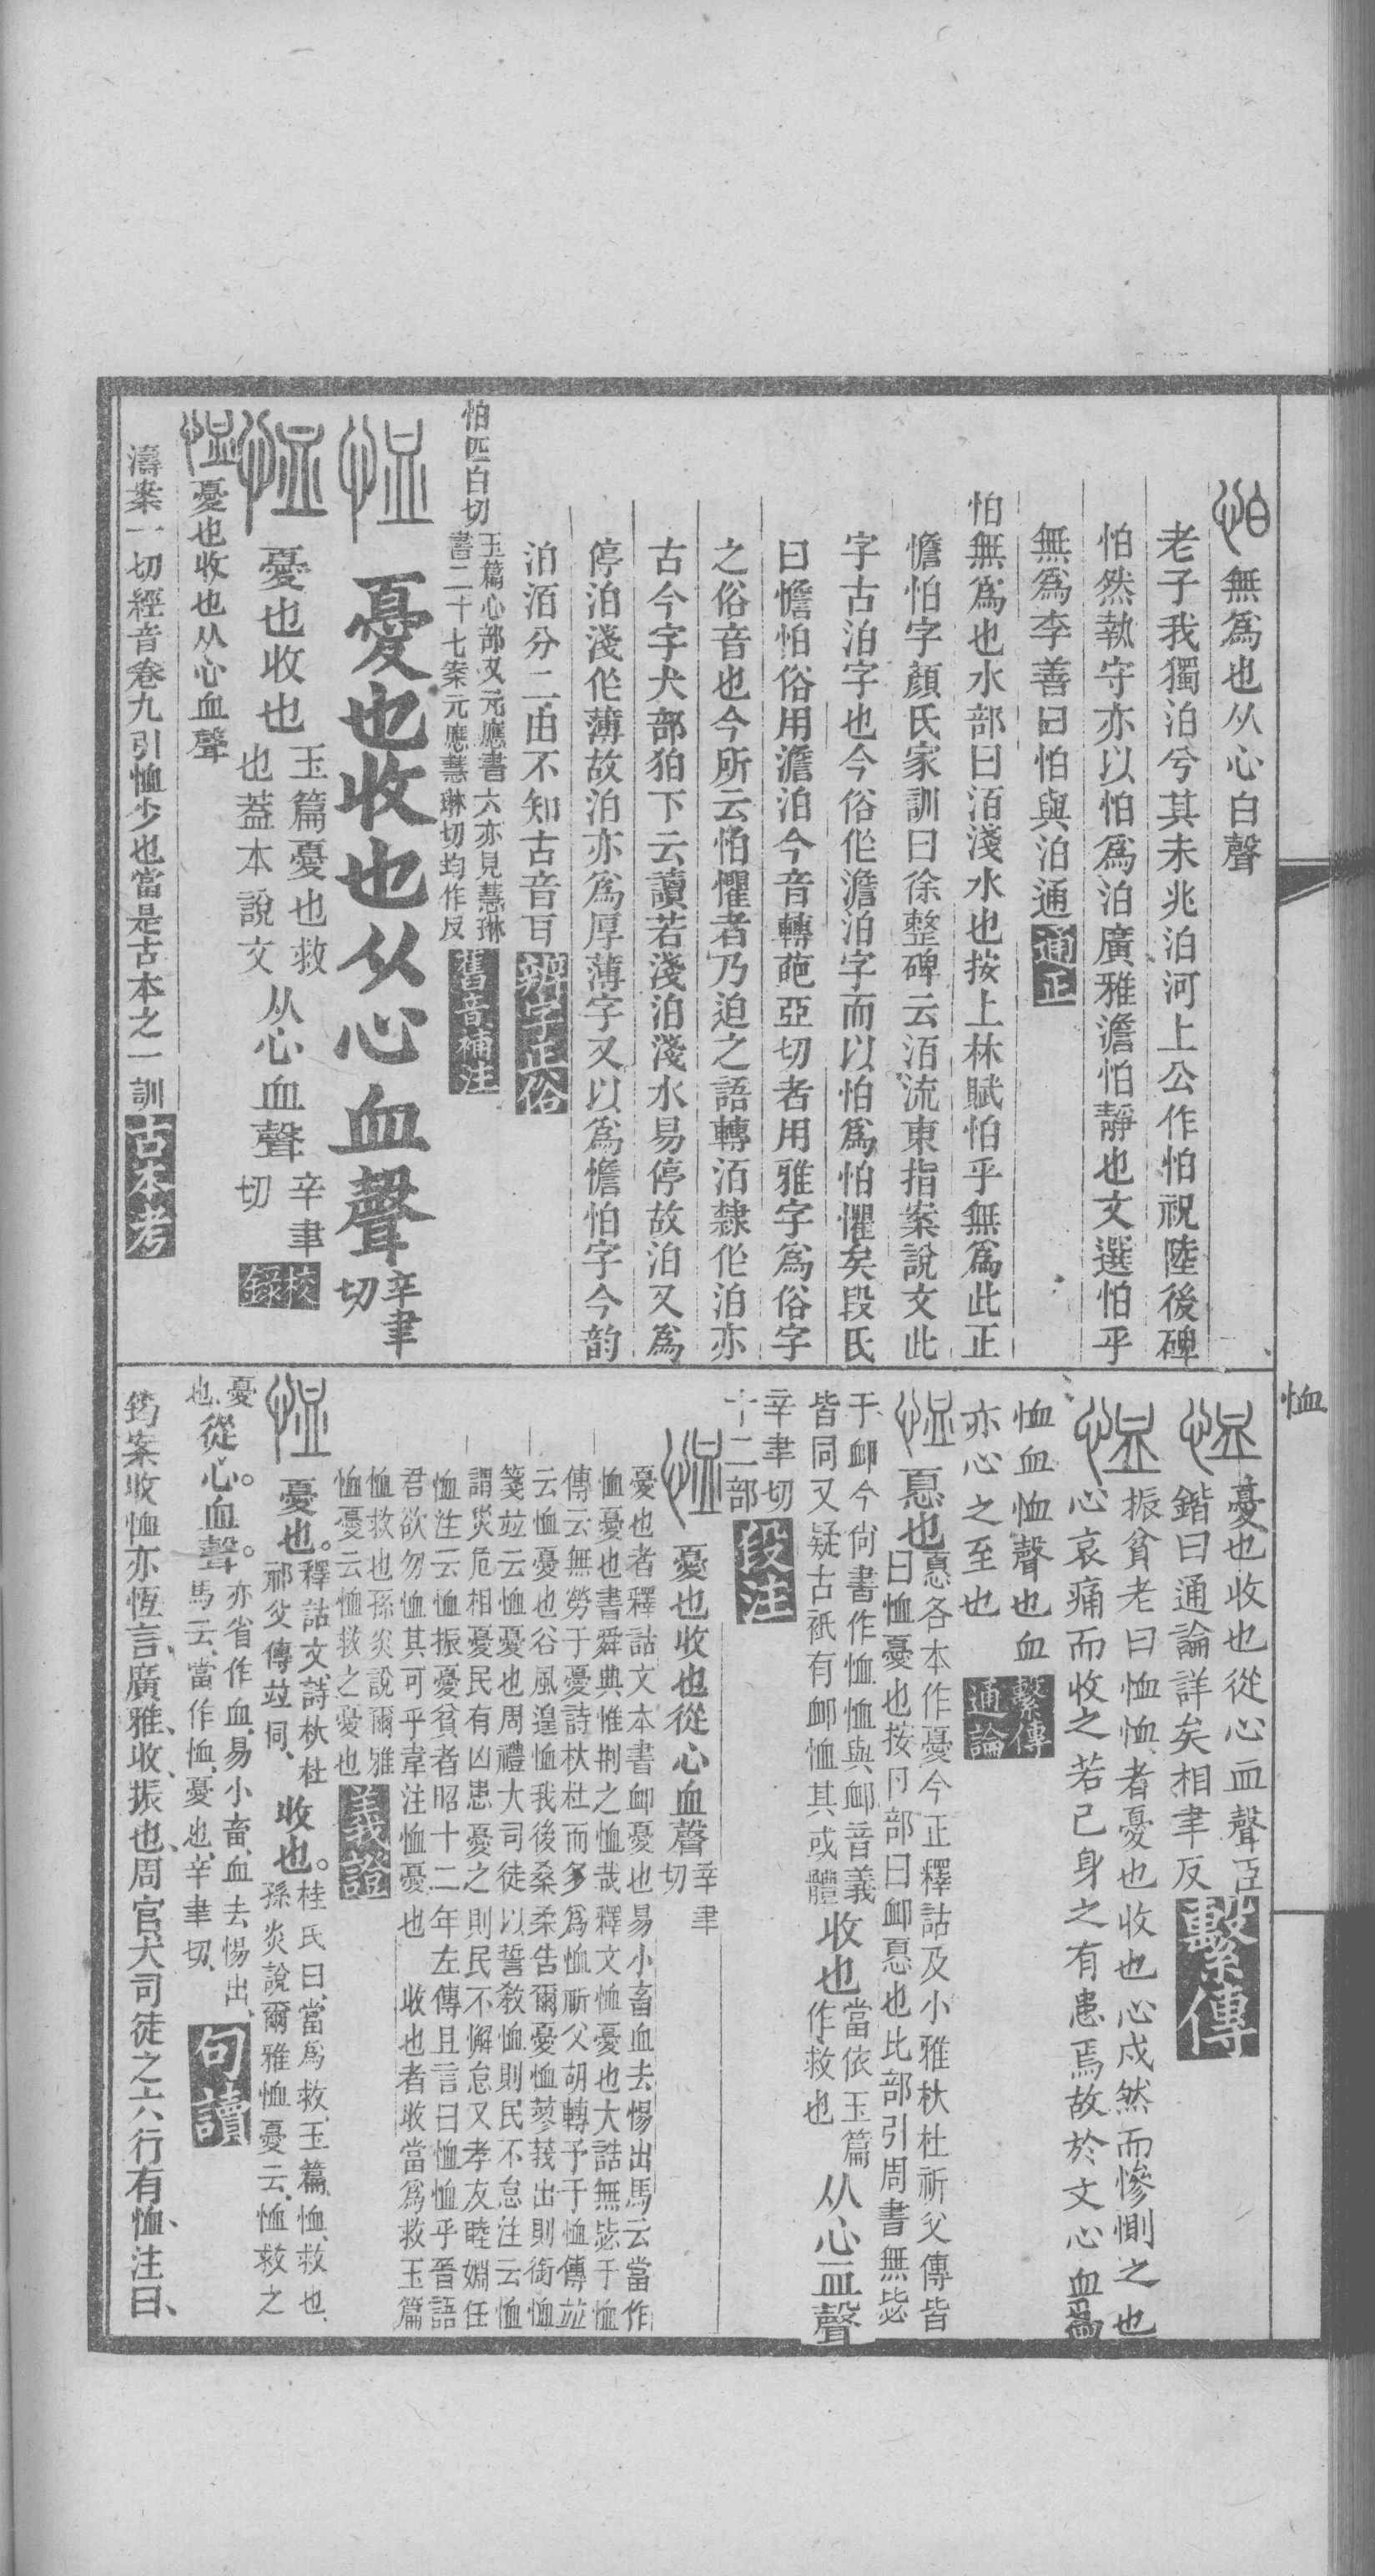 恤
無爲也从心白聲
老子我獨泊兮其未兆泊河上公作怕祝陸後碑
怕然執守亦以怕爲泊廣雅澹怕靜也文選怕乎
無爲李善曰怕與泊通 通正
怕無爲也水部曰洦淺水也按上林賦怕乎無爲此正
憺怕字顏氏家訓曰徐整碑云洦流東指案說文此
字古泊字也今俗作澹泊字而以怕爲怕懼矣段氏
曰憺怕俗用澹泊今音轉葩亞切者用雅字爲俗字
之俗音也今所云怕懼者乃迫之語轉洦隸作泊亦
古今字犬部狛下云讀若淺泊淺水易停故泊又爲
停泊淺作薄故泊亦爲厚薄字又以爲憺怕字今韵
泊洦分二由不知古音耳 辨字正俗
怕匹白切 玉篇心部又元應書六亦見慧琳
書二十七案元應慧琳切均作反 舊音補注
憂也收也从心血聲 辛聿
切
憂也收也 玉篇憂也救
也蓋本說文 从心血聲 辛聿
切 校錄
憂也收也从心血聲
濤案一切經音卷九引恤少也當是古本之一訓 古本考
憂也收也從心血聲臣
鍇曰通論詳矣相聿反 繫傳
振貧老曰恤恤者憂也收也心戍然而慘惻之也
心哀痛而收之若己身之有患焉故於文心血爲
恤血恤聲也血
亦心之至也 繫傳
通論
惪也 惪各本作憂今正釋詁及小雅杕杜祈父傳皆
曰恤憂也按卪部曰卹惪也比部引周書無毖
于卹今尙書作恤恤與卹音義
皆同又疑古祇有卹恤其或體 收也 當依玉篇
作救也 从心血聲
辛聿切
十二部 段注
憂也收也從心血聲 辛聿
切
憂也者釋詁文本書卹憂也易小畜血去惕出馬云當作
恤憂也書舜典惟刑之恤哉釋文恤憂也大誥無毖于恤
傳云無勞于憂詩杕杜而多爲恤祈父胡轉予于恤傳竝
云恤憂也谷風遑恤我後桑柔告爾憂恤蓼莪出則銜恤
箋竝云恤憂也周禮大司徒以誓敎恤則民不怠注云恤
謂災危相憂民有凶患憂之則民不懈怠又孝友睦婣任
恤注云恤振憂貧者昭十二年左傳且言曰恤恤乎晉語
君欲勿恤其可乎韋注恤憂也 收也者收當爲救玉篇
恤救也孫炎說爾雅
恤憂云恤救之憂也 義證
憂也。 釋詁文、詩杕杜
祈父傳竝同、 收也。 桂氏曰、當爲救、玉篇、恤、救也、
孫炎說爾雅恤憂云、恤救之
憂
也、 從心。血聲。 亦省作血、易小畜、血去惕出、
馬云、當作恤、憂也、辛聿切、 句讀
筠案收恤亦恆言、廣雅、收、振也、周官大司徒之六行有恤、注曰、